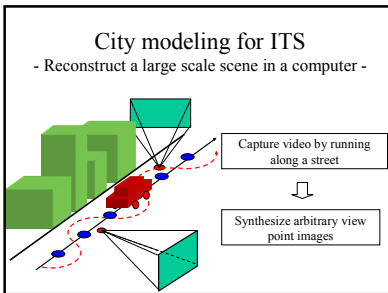 City modeling for ITS
- Reconstruct a large scale scene in a computer -
Capture video by running
along a street
Synthesize arbitrary view
point images